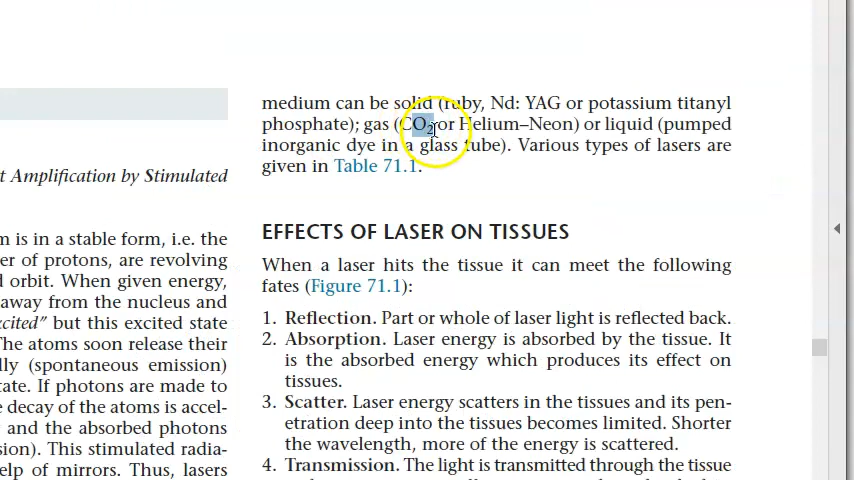 t Amplification by Stimulated
m is in a stable form, i.e. the
er of protons, are revolving
d orbit. When given energy,
away from the nucleus and
xcited" but this excited state
The atoms soon release their
lly (spontaneous emission)
tate. If photons are made to
e decay of the atoms is accel-
and the absorbed photons
sion). This stimulated radia-
elp of mirrors. Thus, lasers
medium can be solid (ruby, Nd: YAG or potassium titanyl
phosphate); gas (CO₂ or Helium–Neon) or liquid (pumped
inorganic dye in a glass tube). Various types of lasers are
given in Table 71.1.
EFFECTS OF LASER ON TISSUES
When a laser hits the tissue it can meet the following
fates (Figure 71.1):
1. Reflection. Part or whole of laser light is reflected back.
2. Absorption. Laser energy is absorbed by the tissue. It
is the absorbed energy which produces its effect on
tissues.
3. Scatter. Laser energy scatters in the tissues and its pen-
etration deep into the tissues becomes limited. Shorter
the wavelength, more of the energy is scattered.
4. Transmission. The light is transmitted through the tissue